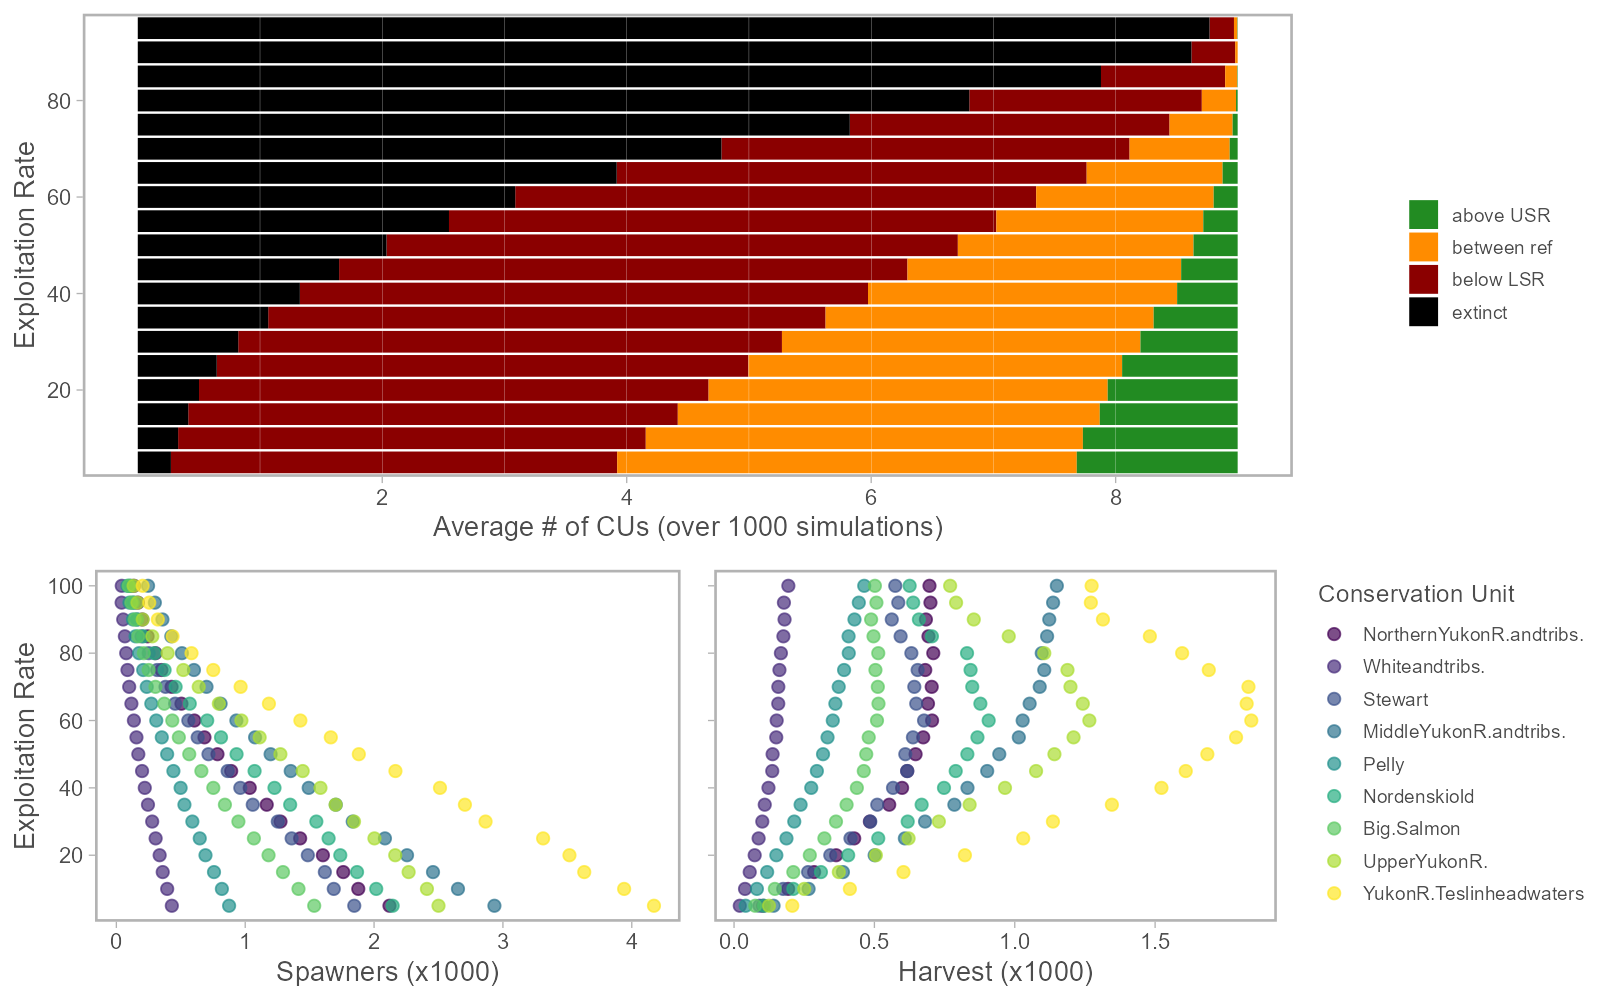 Exploitation Rate
80
60
40
20
2
4
6
8
Average # of CUs (over 1000 simulations)
above USR
between ref
below LSR
extinct
Exploitation Rate
100
80
60
40
20
0
1
2
3
4
Spawners (x1000)
0.0
0.5
1.0
1.5
Harvest (x1000)
Conservation Unit
NorthernYukonR.andtribs.
Whiteandtribs.
Stewart
MiddleYukonR.andtribs.
Pelly
Nordenskiold
Big.Salmon
UpperYukonR.
YukonR.Teslinheadwaters